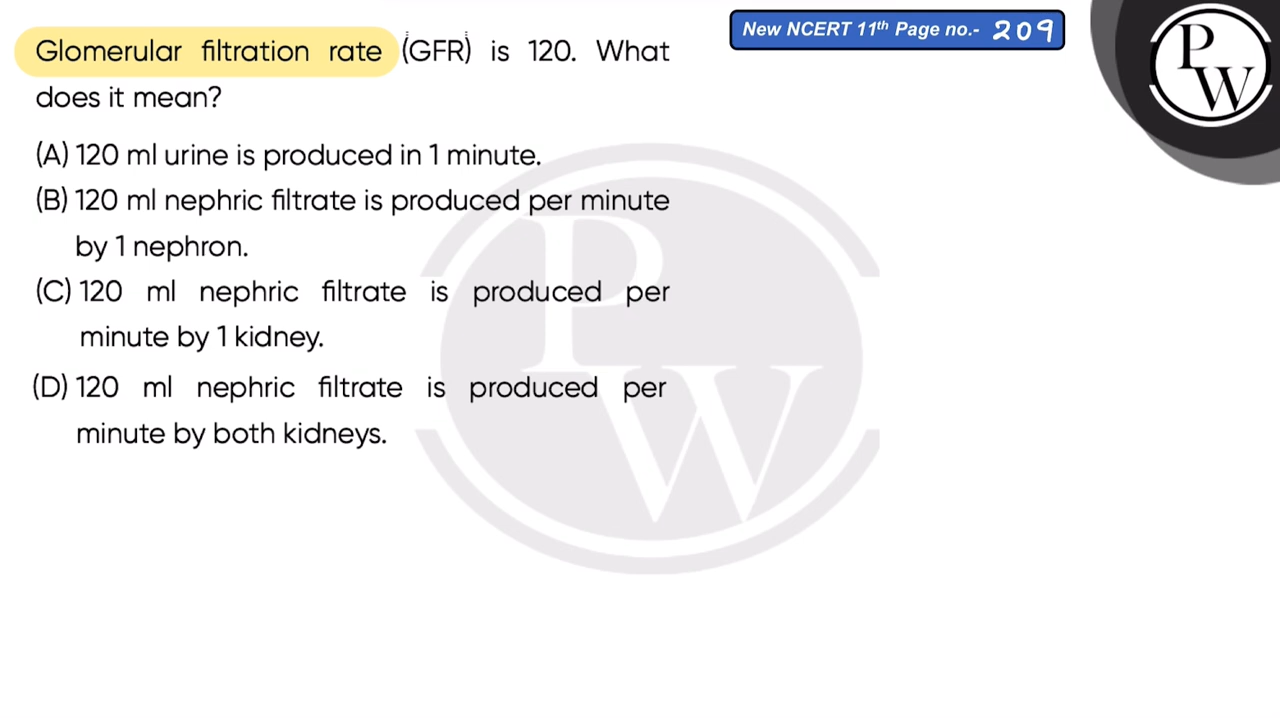 Glomerular filtration rate (GFR) is 120. What
does it mean?
(A) 120 ml urine is produced in 1 minute.
(B) 120 ml nephric filtrate is produced per minute
by 1 nephron.
(C) 120 ml nephric filtrate is produced per
minute by 1 kidney.
(D) 120 ml nephric filtrate is produced per
minute by both kidneys.
New NCERT 11th Page no.- 209
P
W
P
W